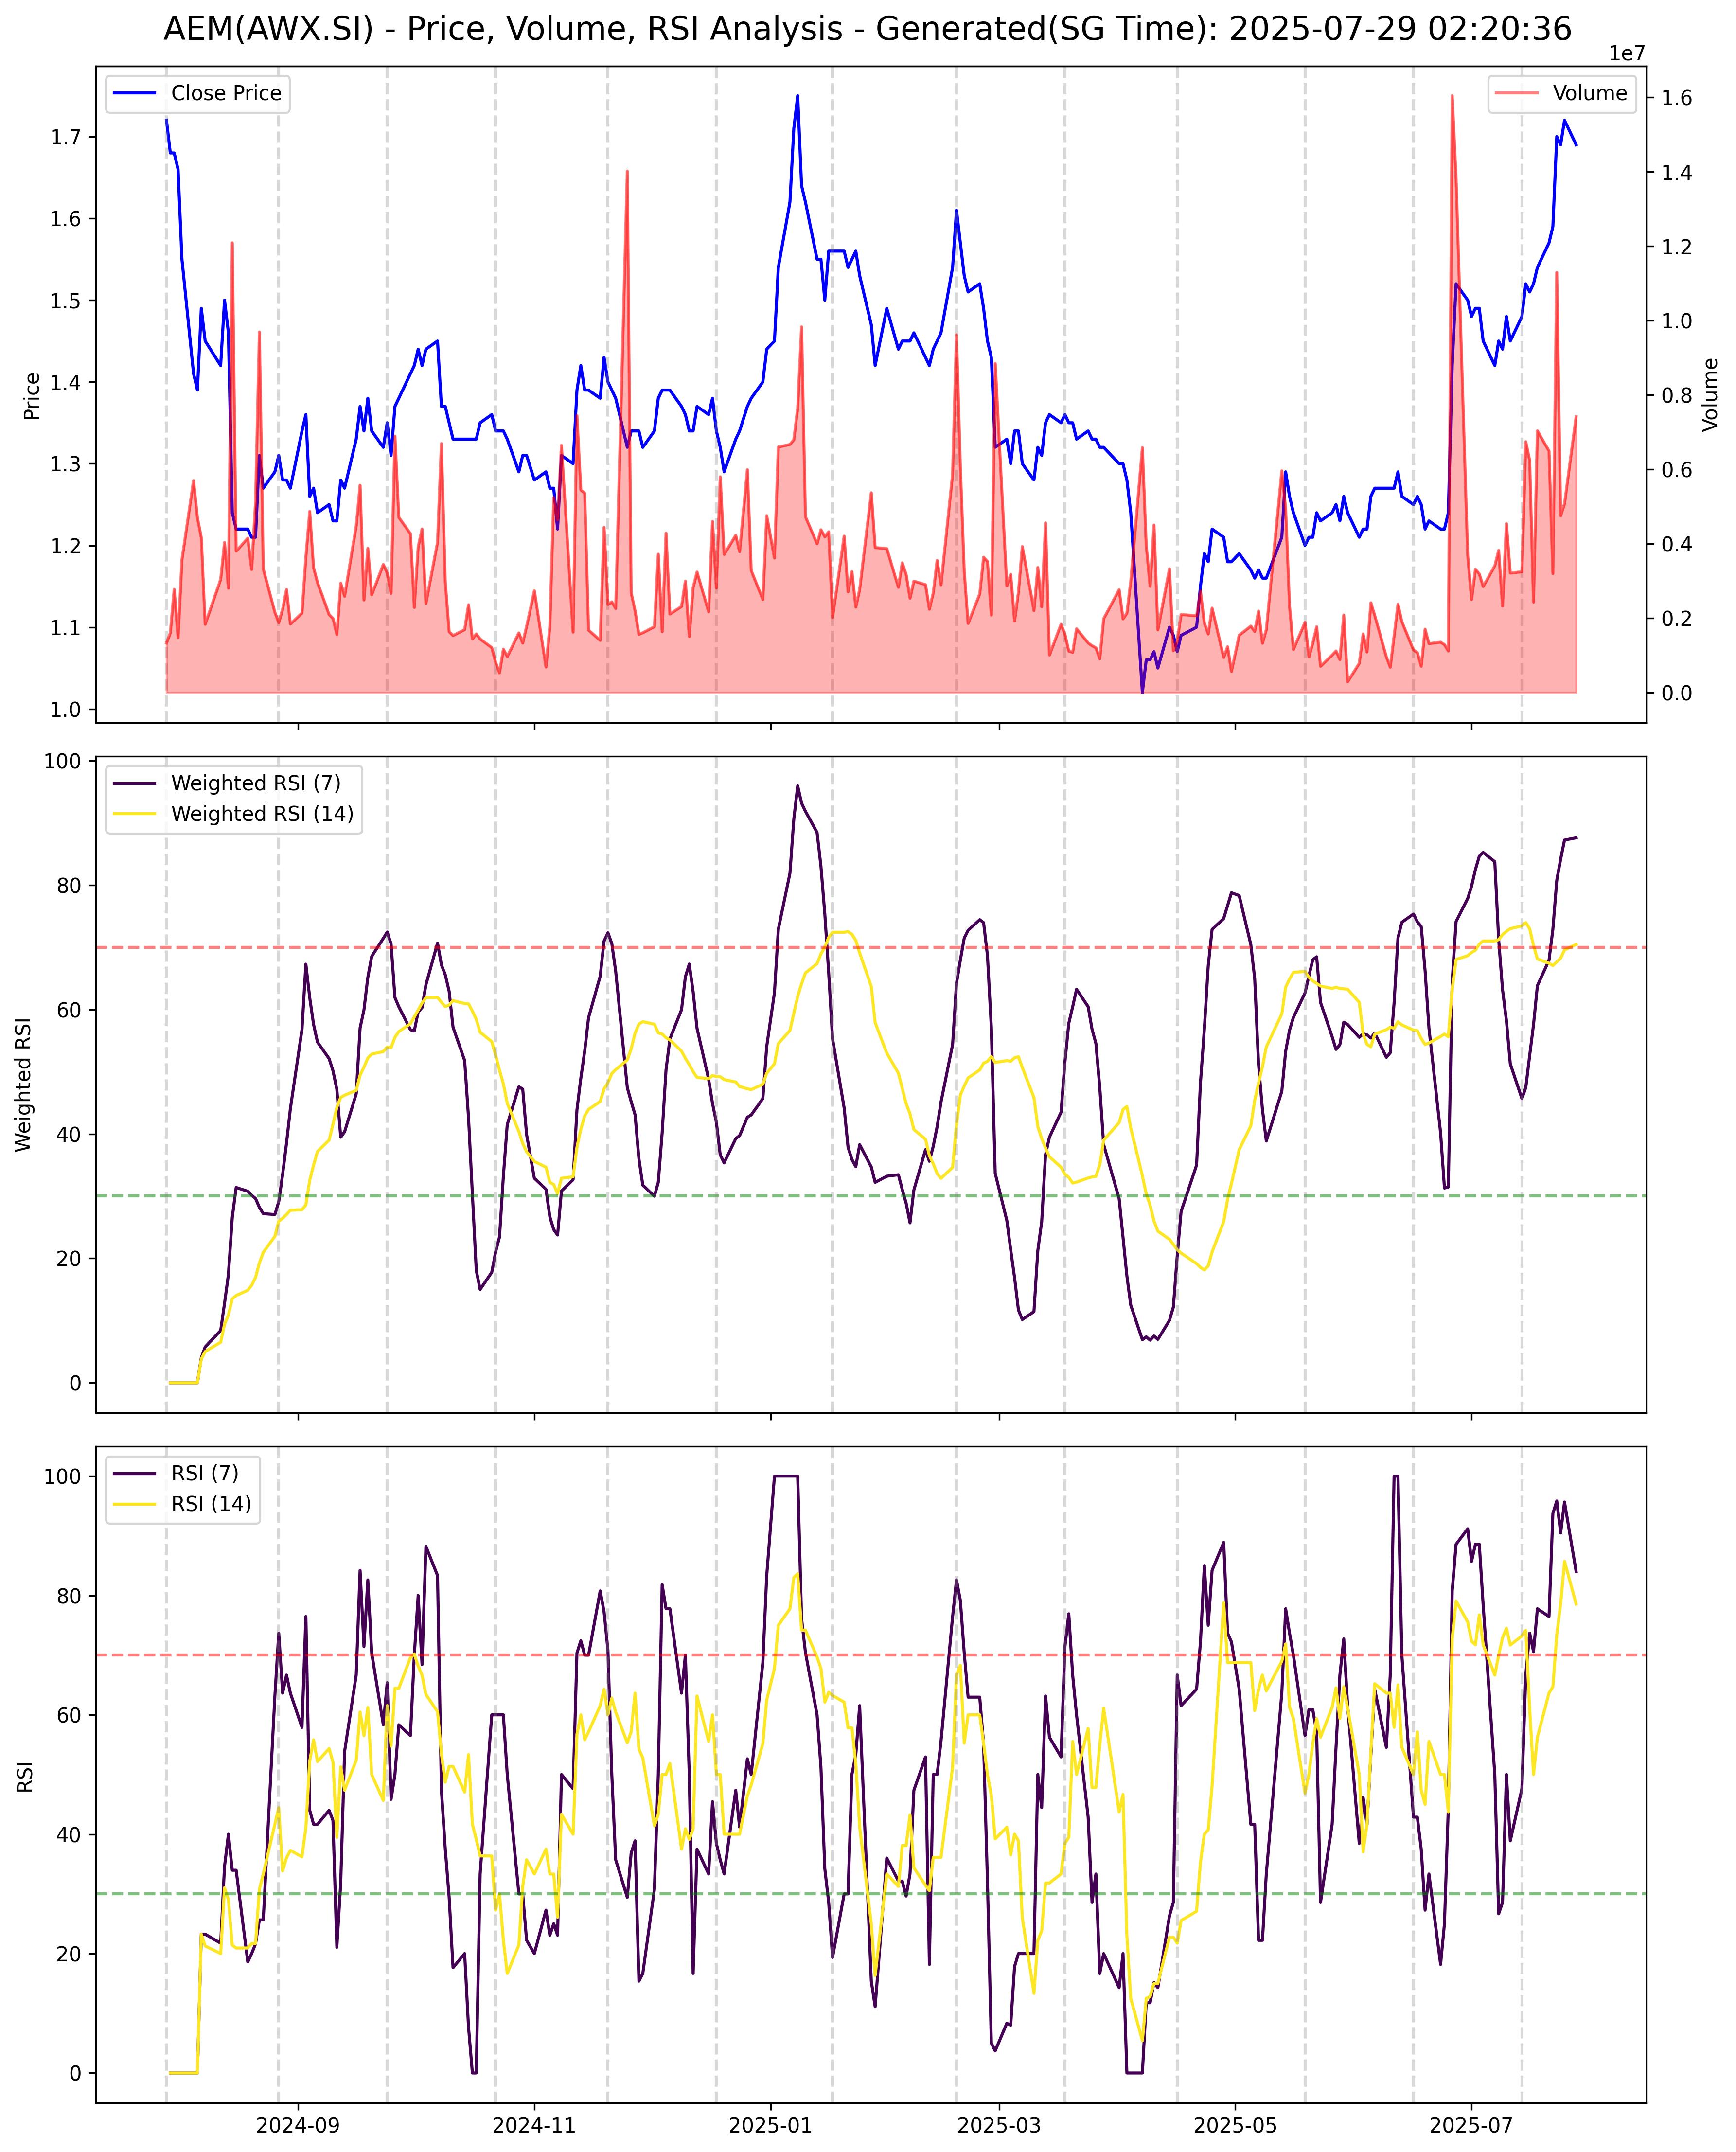 AEM(AWX.SI) - Price, Volume, RSI Analysis - Generated(SG Time): 2025-07-29 02:20:36
1e7
Close Price
Volume
1.7
1.6
1.5
1.4
1.3
1.2
1.1
1.0
Price
1.6
1.4
1.2
1.0
0.8
0.6
0.4
0.2
0.0
Volume
Weighted RSI (7)
Weighted RSI (14)
100
80
60
40
20
0
Weighted RSI
RSI (7)
RSI (14)
100
80
60
40
20
0
RSI
2024-09
2024-11
2025-01
2025-03
2025-05
2025-07